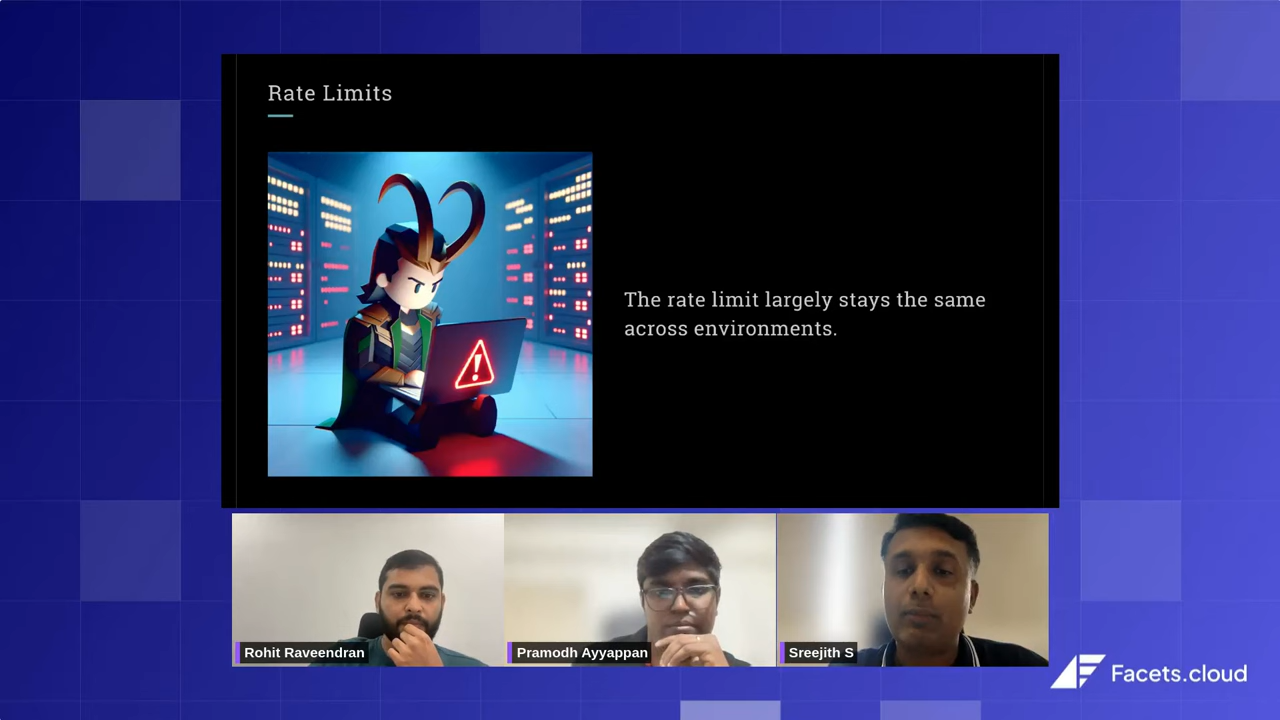 Rate Limits
The rate limit largely stays the same
across environments.
Rohit Raveendran
Pramodh Ayyappan
Sreejith S
Facets.cloud